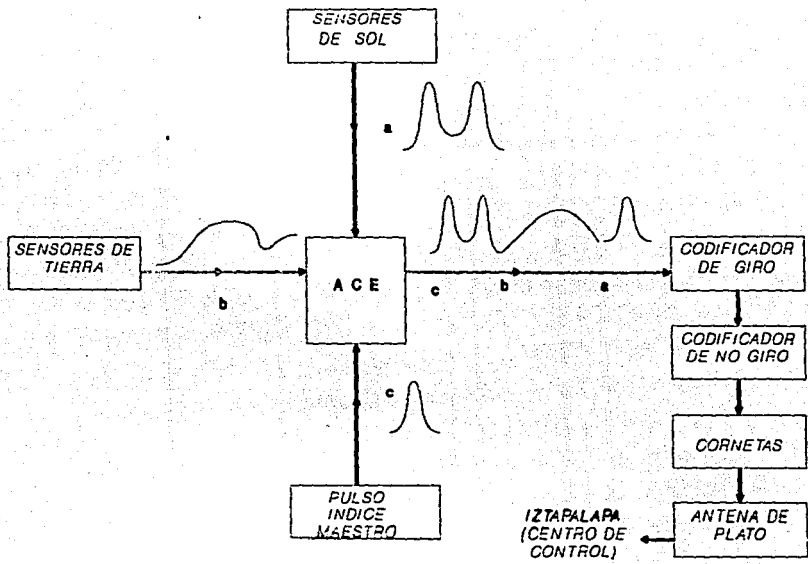 SENSORES
DE SOL
a
SENSORES DE
TIERRA
b
A C E
c
b
a
CODIFICADOR
DE GIRO
CODIFICADOR
DE NO GIRO
c
CORNETAS
PULSO
INDICE
MAESTRO
IZTAPALAPA
(CENTRO DE
CONTROL)
ANTENA DE
PLATO